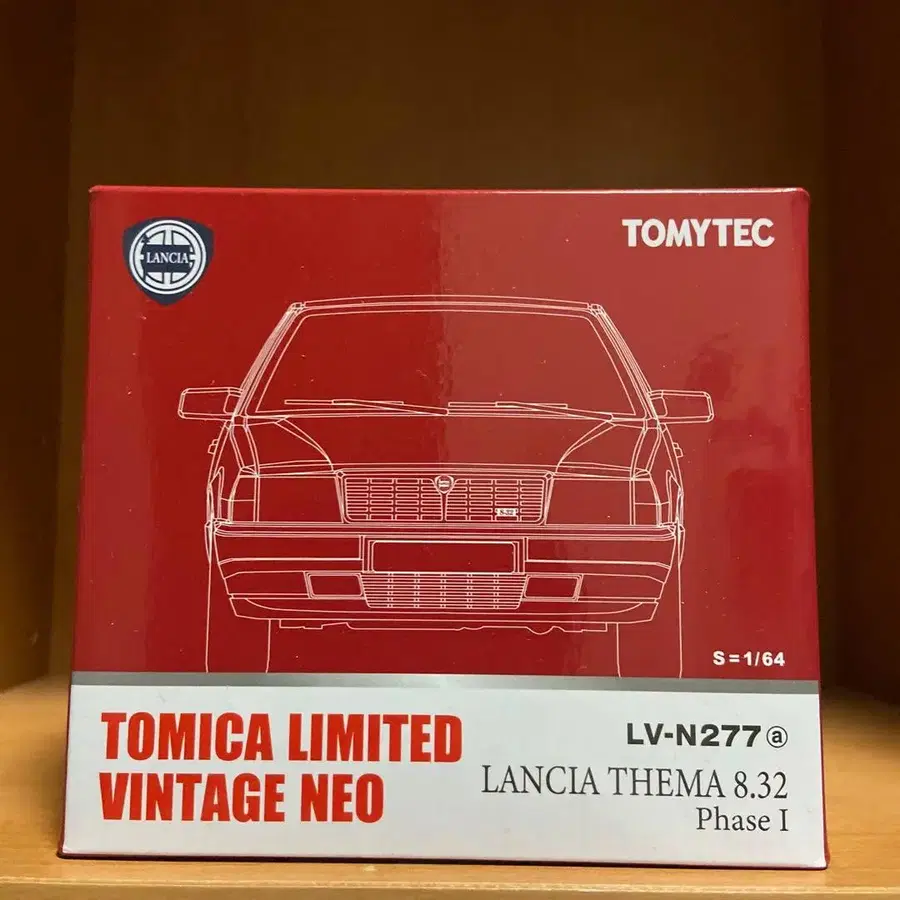 LANCIA
TOMYTEC
8.32
S=1/64
TOMICA LIMITED
VINTAGE NEO
LV-N277ⓐ
LANCIA THEMA 8.32
Phase I